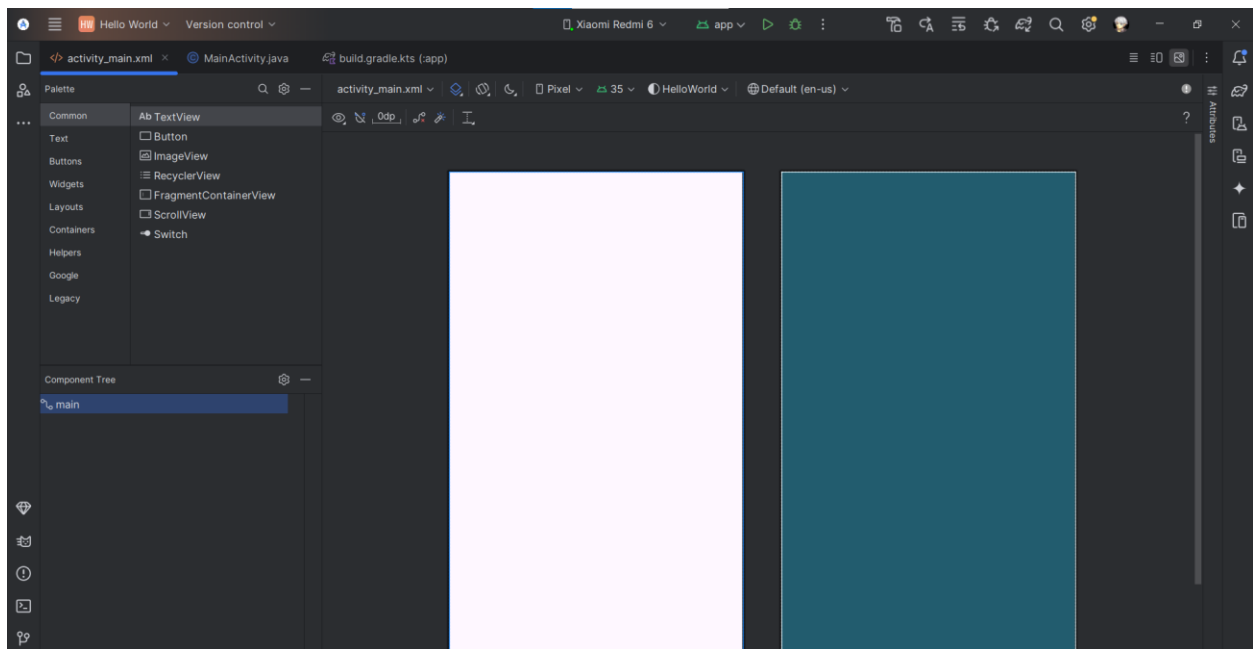 HW Hello World Version control Xiaomi Redmi 6 app
activity_main.xml MainActivity.java build.gradle.kts (:app)
Palette
activity_main.xml Pixel 35 HelloWorld Default (en-us)
Common
Text
Buttons
Widgets
Layouts
Containers
Helpers
Google
Legacy
Ab TextView
Button
ImageView
RecyclerView
FragmentContainerView
ScrollView
Switch
0dp
?
Attributes
Component Tree
main